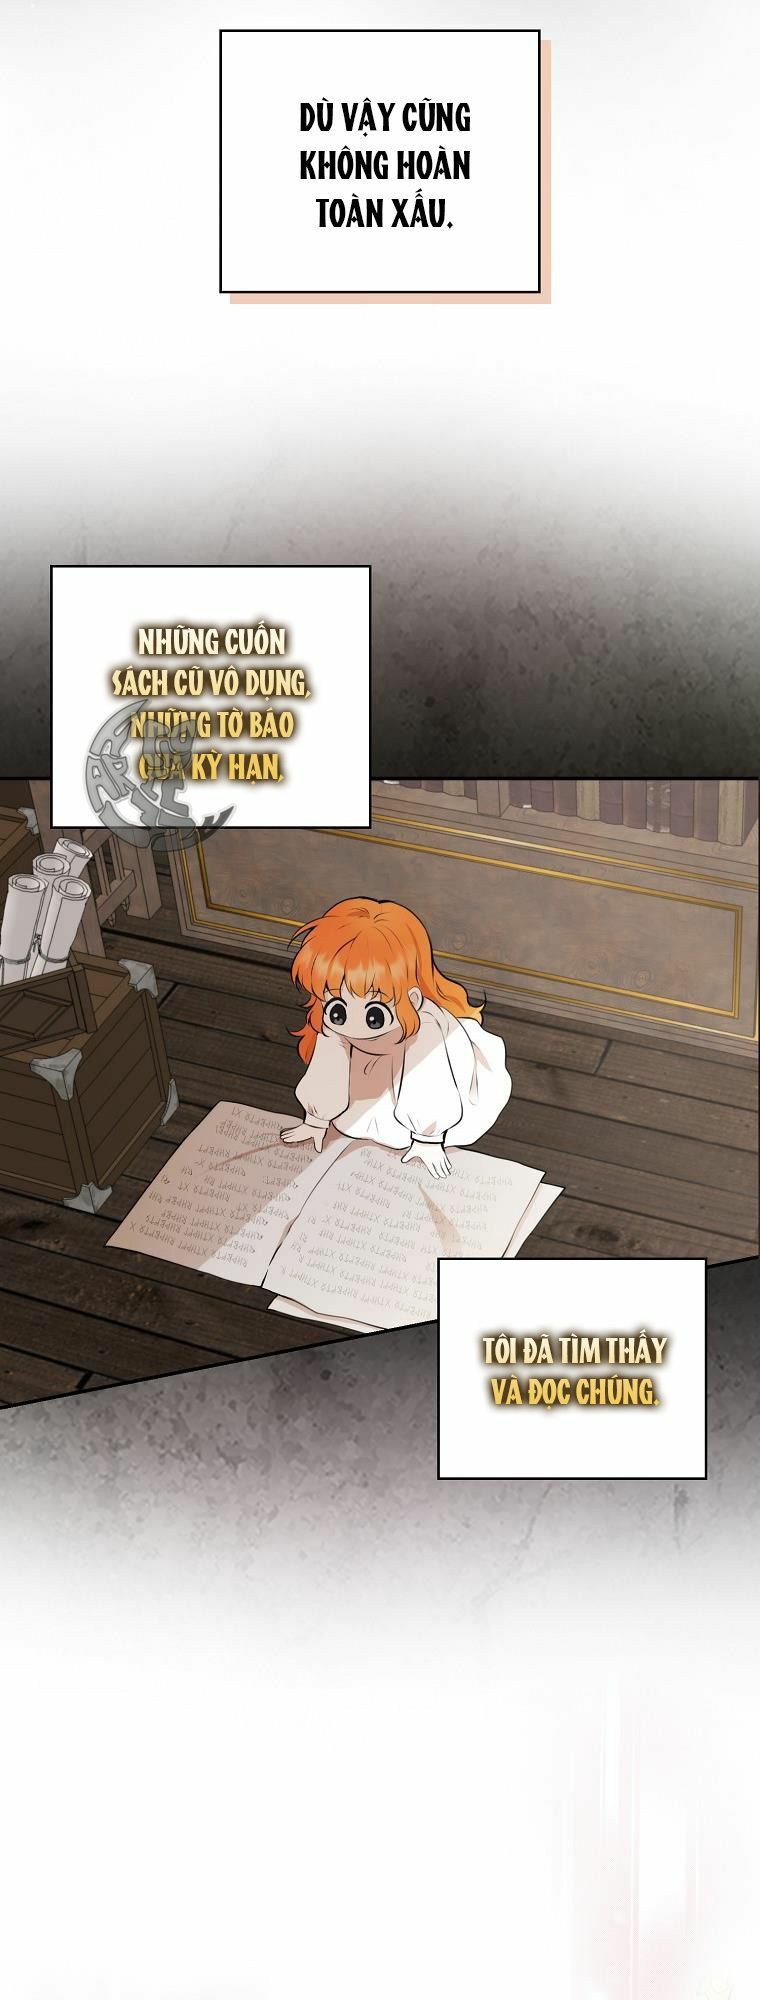 DÙ VẬY CŨNG
KHÔNG HOÀN
TOÀN XẤU.
NHỮNG CUỐN
SÁCH CŨ VÔ DỤNG,
NHỮNG TỜ BÁO
QUÁ KỲ HẠN,
TÔI ĐÃ TÌM THẤY
VÀ ĐỌC CHÚNG.